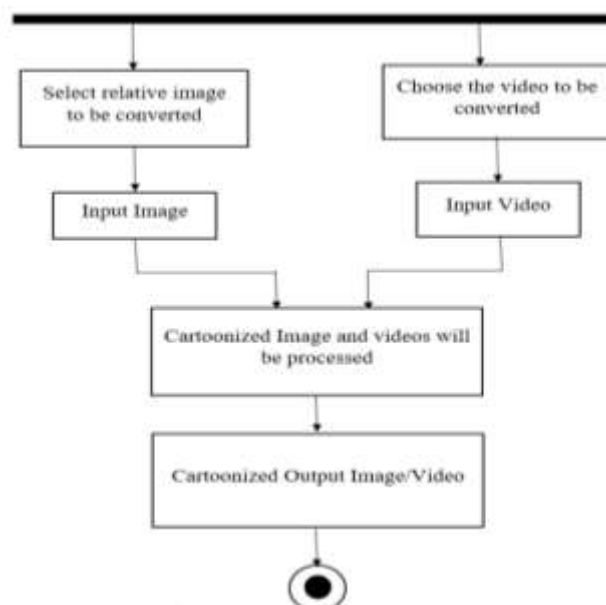 Select relative image
to be converted
Choose the video to be
converted
Input Image
Input Video
Cartoonized Image and videos will
be processed
Cartoonized Output Image/Video